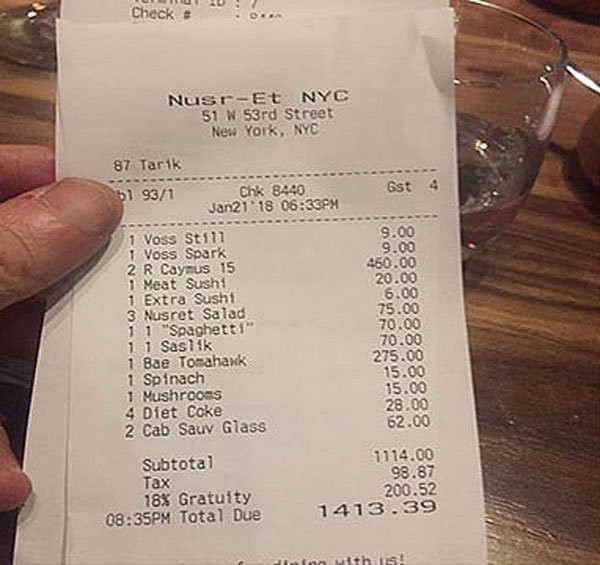 Check #
Nusr-Et NYC
51 W 53rd Street
New York, NYC
87 Tarik
bl 93/1 Chk 8440 Gst 4
Jan21'18 06:33PM
1 Voss Still 9.00
1 Voss Spark 9.00
2 R Caymus 15 460.00
1 Meat Sushi 20.00
1 Extra Sushi 6.00
3 Nusret Salad 75.00
1 1 "Spaghetti" 70.00
1 1 Saslik 70.00
1 Bae Tomahawk 275.00
1 Spinach 15.00
1 Mushrooms 15.00
4 Diet Coke 28.00
2 Cab Sauv Glass 62.00
Subtotal 1114.00
Tax 98.87
18% Gratuity 200.52
08:35PM Total Due 1413.39
for dining with us!